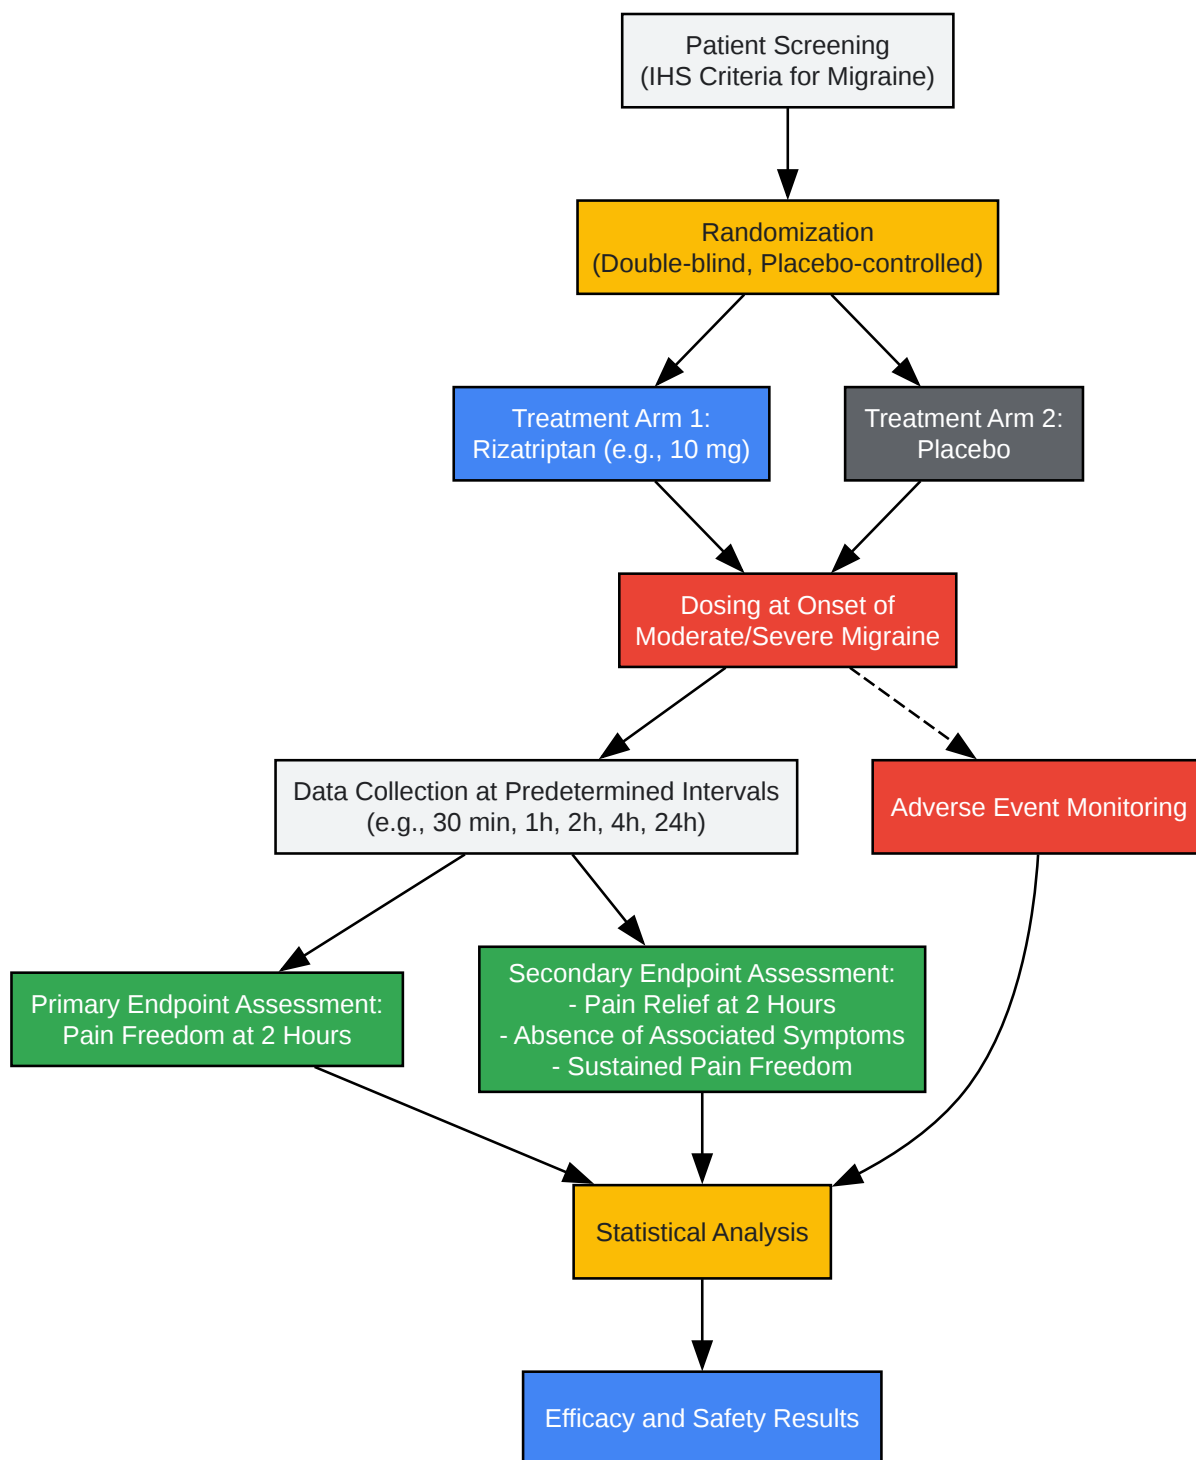 Patient Screening
(IHS Criteria for Migraine)
Randomization
(Double-blind, Placebo-controlled)
Treatment Arm 1:
Rizatriptan (e.g., 10 mg)
Treatment Arm 2:
Placebo
Dosing at Onset of
Moderate/Severe Migraine
Data Collection at Predetermined Intervals
(e.g., 30 min, 1h, 2h, 4h, 24h)
Adverse Event Monitoring
Primary Endpoint Assessment:
Pain Freedom at 2 Hours
Secondary Endpoint Assessment:
- Pain Relief at 2 Hours
- Absence of Associated Symptoms
- Sustained Pain Freedom
Statistical Analysis
Efficacy and Safety Results